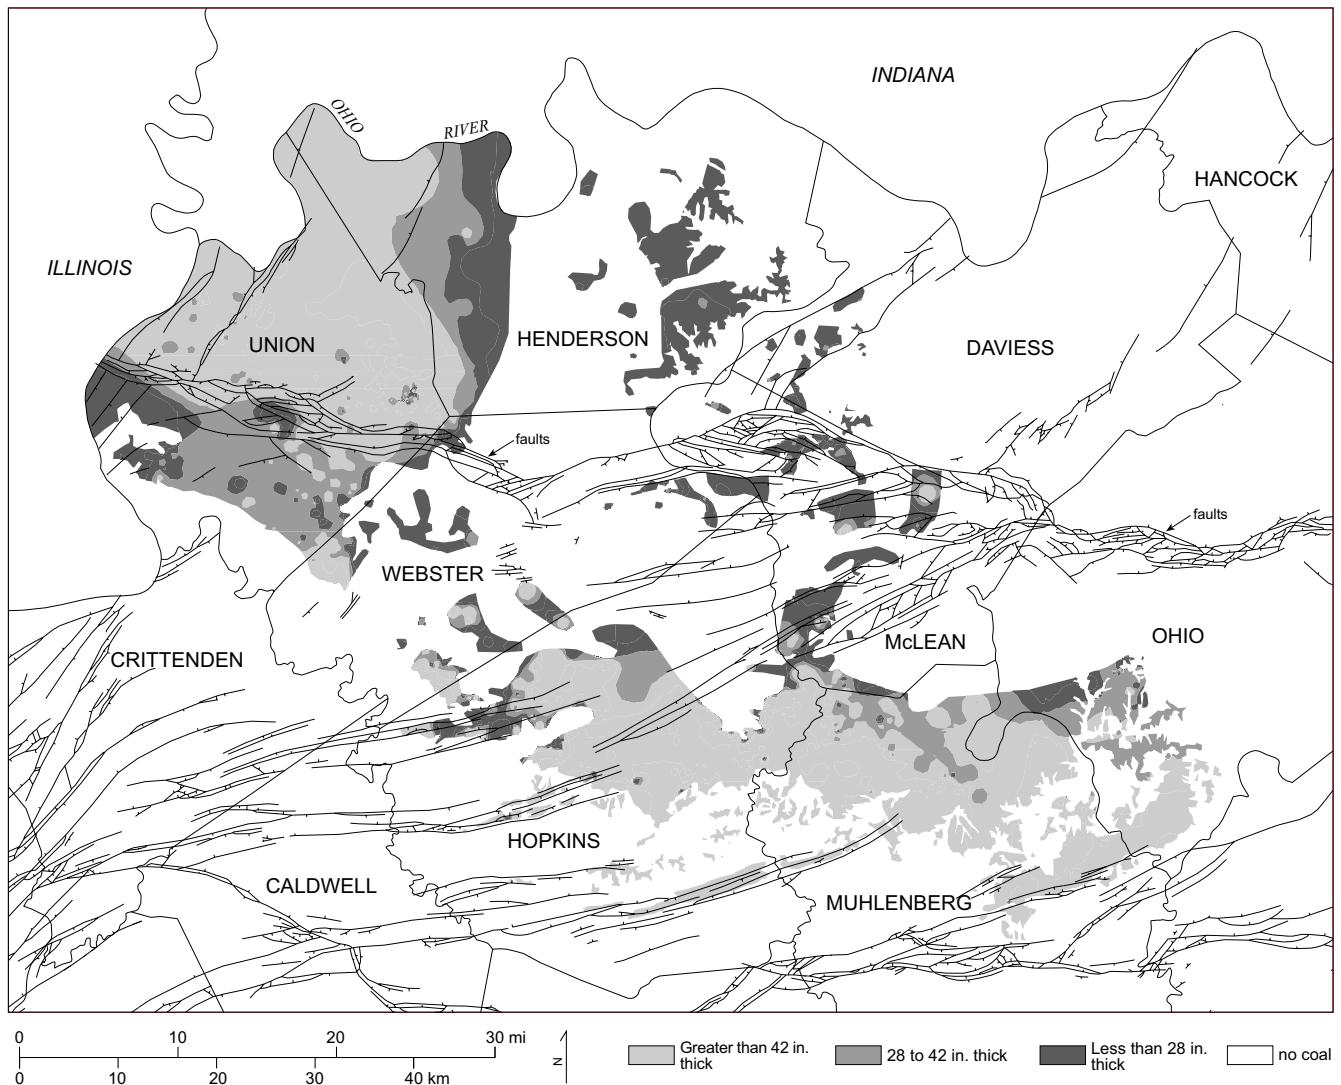 INDIANA
OHIO
RIVER
HANCOCK
ILLINOIS
UNION
HENDERSON
DAVIESS
faults
faults
WEBSTER
McLEAN
OHIO
CRITTENDEN
HOPKINS
CALDWELL
MUHLENBERG
0 10 20 30 mi
0 10 20 30 40 km
N
Greater than 42 in.
thick
28 to 42 in. thick
Less than 28 in.
thick
no coal